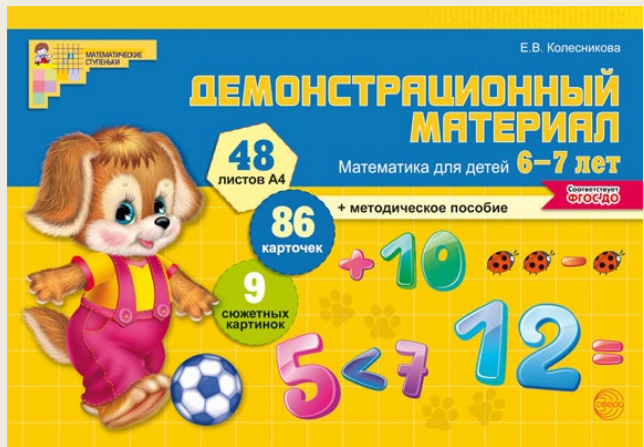 МАТЕМАТИЧЕСКИЕ
СТУПЕНЬКИ
Е.В. Колесникова
ДЕМОНСТРАЦИОННЫЙ
МАТЕРИАЛ
Математика для детей 6–7 лет
Соответствует
ФГОС ДО
48
листов А4
+ методическое пособие
86
карточек
9
сюжетных
картинок
+ 10
-
5 < 7
12 =
сфера